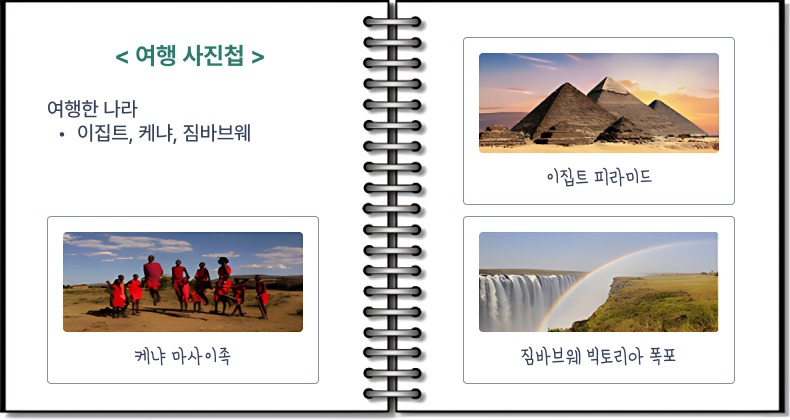 < 여행 사진첩 >
여행한 나라
• 이집트, 케냐, 짐바브웨
케냐 마사이족
이집트 피라미드
짐바브웨 빅토리아 폭포